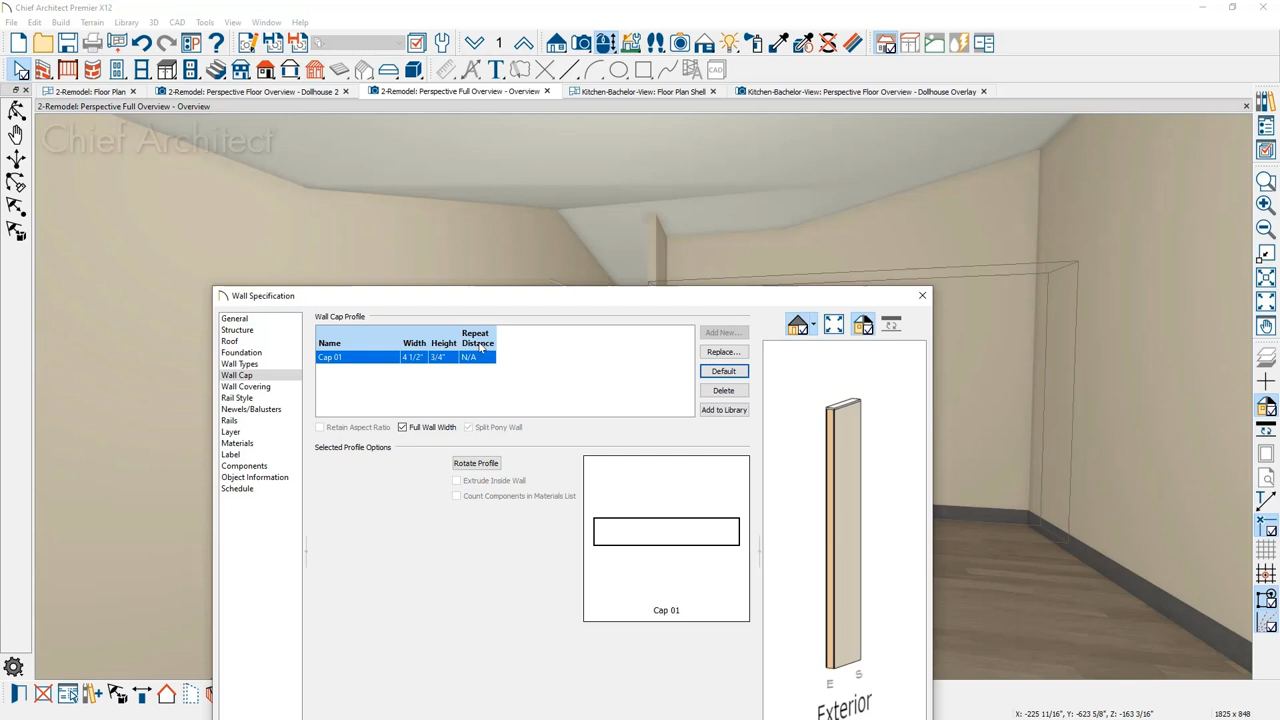 Chief Architect Premier X12
File Edit Build Terrain Library 3D CAD Tools Window Help
1
CAD
2-Remodel: Floor Plan
2-Remodel: Perspective Floor Overview - Dollhouse 2
2-Remodel: Perspective Full Overview - Overview
Kitchen-Bachelor-View: Floor Plan Shell
Kitchen-Bachelor-View: Perspective Floor Overview - Dollhouse Overlay
2-Remodel: Perspective Full Overview - Overview
Chief Architect
Wall Specification
General
Structure
Roof
Foundation
Wall Types
Wall Cap
Wall Covering
Rail Style
Newels/Balusters
Rails
Layer
Materials
Label
Components
Object Information
Schedule
Wall Cap Profile
Name Width Height Repeat Distance
Cap 01 4 1/2" 3/4" N/A
Add New...
Replace...
Default
Delete
Add to Library
Retain Aspect Ratio Full Wall Width Split Pony Wall
Selected Profile Options
Rotate Profile
Extrude Inside Wall
Count Components in Materials List
Cap 01
E S
Exterior
X: -225 11/16", Y: -623 5/8", Z: -163 3/16" 1825 x 848